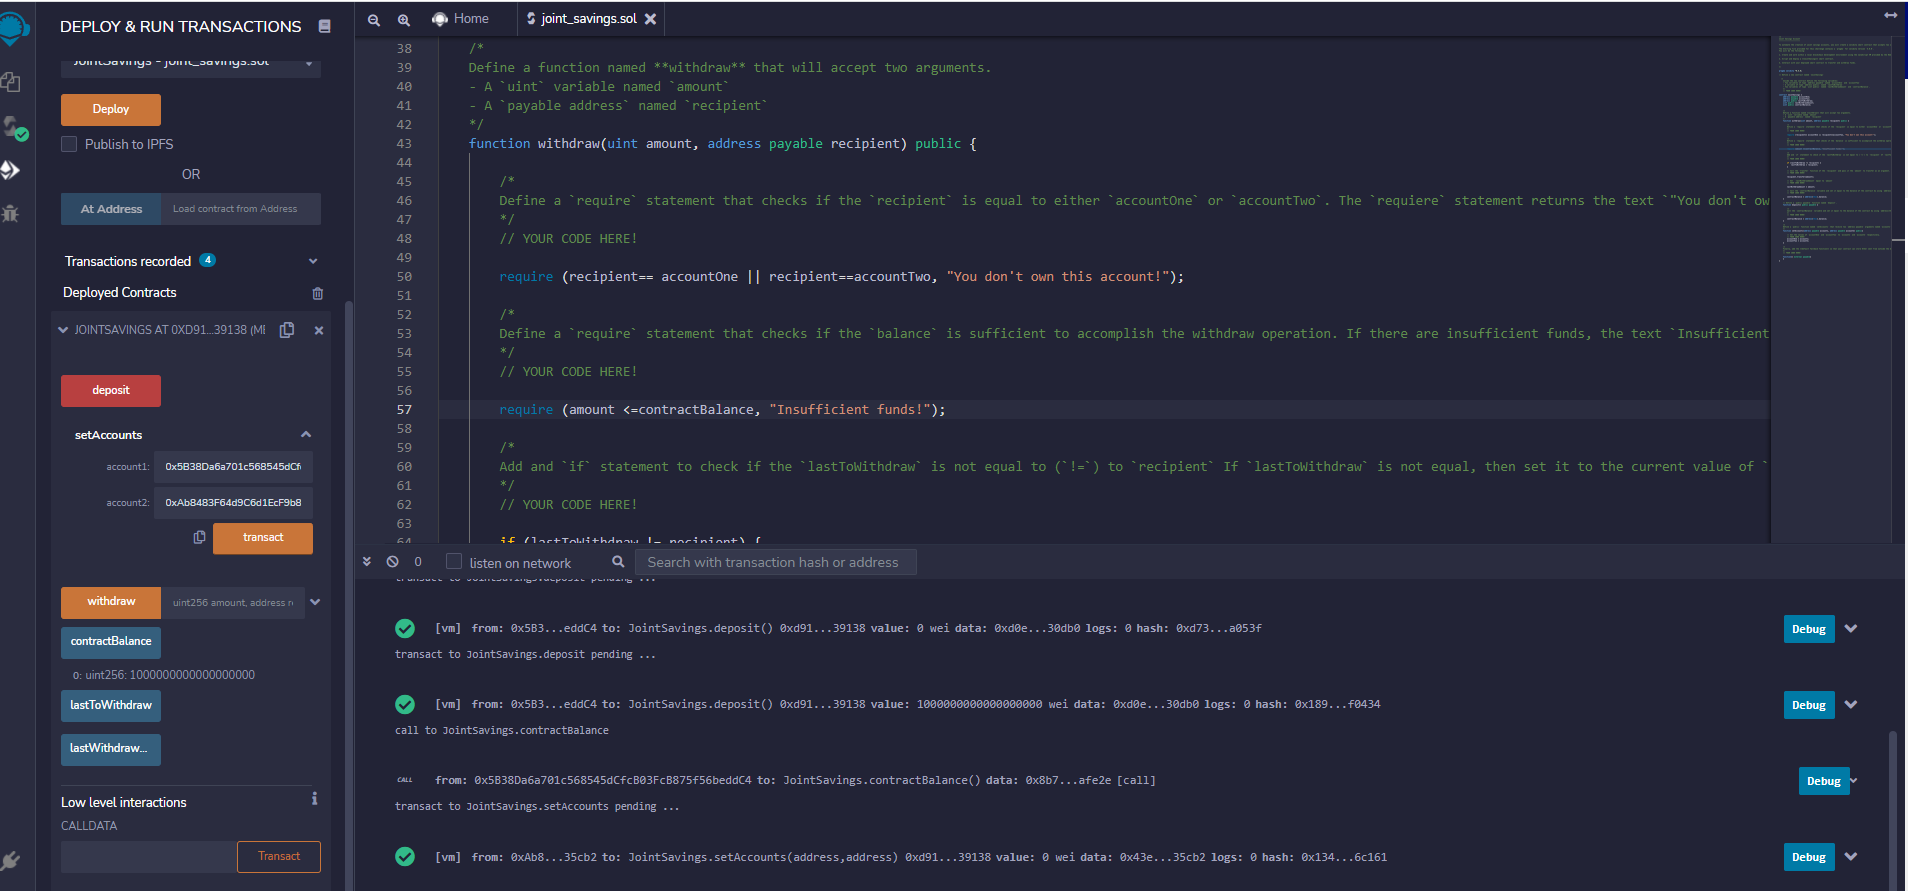 DEPLOY & RUN TRANSACTIONS
JointSavings - joint_savings.sol
Deploy
Publish to IPFS
OR
At Address
Load contract from Address
Transactions recorded 4
Deployed Contracts
JOINTSAVINGS AT 0XD91...39138 (ME
deposit
setAccounts
account1: 0x5B38Da6a701c568545dCf
account2: 0xAb8483F64d9C6d1EcF9b8
transact
withdraw
uint256 amount, address r
contractBalance
0: uint256: 1000000000000000000
lastToWithdraw
lastWithdraw...
Low level interactions
CALLDATA
Transact
Home
joint_savings.sol
38 /*
39 Define a function named **withdraw** that will accept two arguments.
40 - A `uint` variable named `amount`
41 - A `payable address` named `recipient`
42 */
43 function withdraw(uint amount, address payable recipient) public {
44
45 /*
46 Define a `require` statement that checks if the `recipient` is equal to either `accountOne` or `accountTwo`. The `requiere` statement returns the text `"You don't ow
47 */
48 // YOUR CODE HERE!
49
50 require (recipient== accountOne || recipient==accountTwo, "You don't own this account!");
51
52 /*
53 Define a `require` statement that checks if the `balance` is sufficient to accomplish the withdraw operation. If there are insufficient funds, the text `Insufficient
54 */
55 // YOUR CODE HERE!
56
57 require (amount <=contractBalance, "Insufficient funds!");
58
59 /*
60 Add and `if` statement to check if the `lastToWithdraw` is not equal to (`!=`) to `recipient` If `lastToWithdraw` is not equal, then set it to the current value of `
61 */
62 // YOUR CODE HERE!
63
64 if (lastToWithdraw != recipient) {
0
listen on network
Search with transaction hash or address
transact to JointSavings.deposit pending ...
[vm] from: 0x5B3...eddC4 to: JointSavings.deposit() 0xd91...39138 value: 0 wei data: 0xd0e...30db0 logs: 0 hash: 0xd73...a053f
Debug
transact to JointSavings.deposit pending ...
[vm] from: 0x5B3...eddC4 to: JointSavings.deposit() 0xd91...39138 value: 1000000000000000000 wei data: 0xd0e...30db0 logs: 0 hash: 0x189...f0434
Debug
call to JointSavings.contractBalance
CALL from: 0x5B38Da6a701c568545dCfcB03FcB875f56beddC4 to: JointSavings.contractBalance() data: 0x8b7...afe2e [call]
Debug
transact to JointSavings.setAccounts pending ...
[vm] from: 0xAb8...35cb2 to: JointSavings.setAccounts(address,address) 0xd91...39138 value: 0 wei data: 0x43e...35cb2 logs: 0 hash: 0x134...6c161
Debug